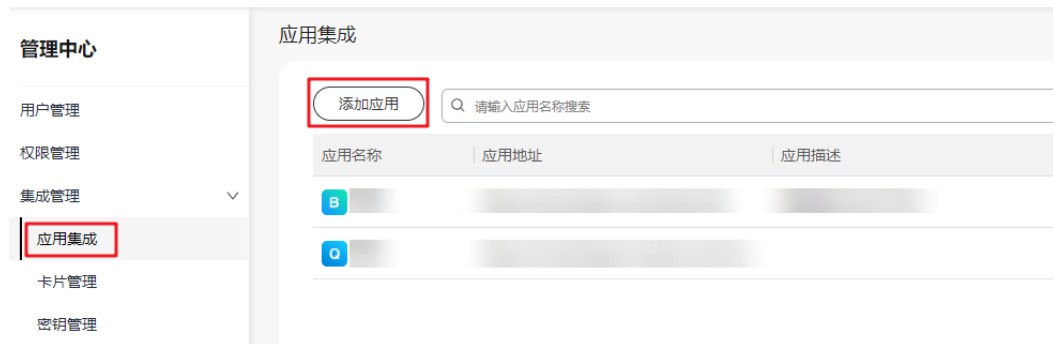 管理中心
用户管理
权限管理
集成管理
应用集成
卡片管理
密钥管理
应用集成
添加应用
请输入应用名称搜索
应用名称 应用地址 应用描述
B
Q